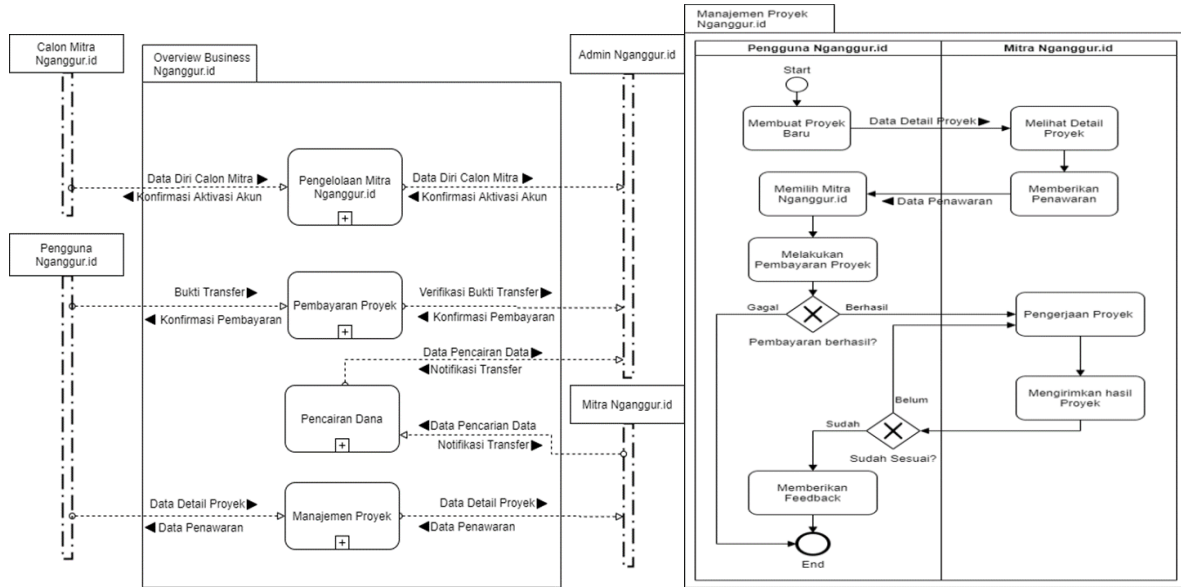 Calon Mitra
Nganggur.id
Overview Business
Nganggur.id
Admin Nganggur.id
Data Diri Calon Mitra
Konfirmasi Aktivasi Akun
Pengelolaan Mitra
Nganggur.id
+
Data Diri Calon Mitra
Konfirmasi Aktivasi Akun
Pengguna
Nganggur.id
Bukti Transfer
Konfirmasi Pembayaran
Pembayaran Proyek
+
Verifikasi Bukti Transfer
Konfirmasi Pembayaran
Data Pencairan Data
Notifikasi Transfer
Pencairan Dana
+
Mitra Nganggur.id
Data Pencarian Data
Notifikasi Transfer
Data Detail Proyek
Data Penawaran
Manajemen Proyek
+
Data Detail Proyek
Data Penawaran
Manajemen Proyek
Nganggur.id
Pengguna Nganggur.id
Mitra Nganggur.id
Start
Membuat Proyek
Baru
Data Detail Proyek
Melihat Detail
Proyek
Memilih Mitra
Nganggur.id
Data Penawaran
Memberikan
Penawaran
Melakukan
Pembayaran Proyek
Gagal
Berhasil
Pembayaran berhasil?
Pengerjaan Proyek
Mengirimkan hasil
Proyek
Belum
Sudah
Sudah Sesuai?
Memberikan
Feedback
End